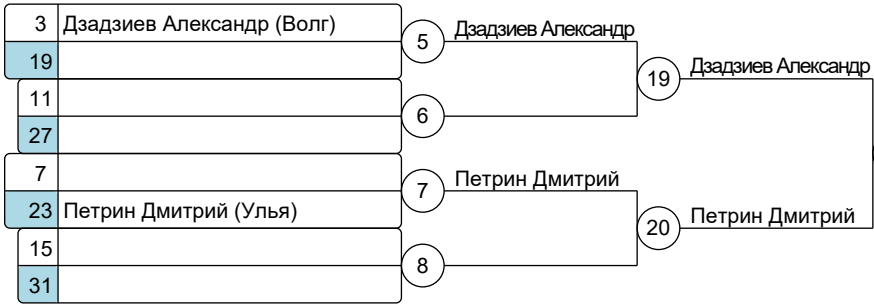 3 Дзадзиев Александр (Волг)
19
11
27
7
23 Петрин Дмитрий (Улья)
15
31
5 Дзадзиев Александр
6
7 Петрин Дмитрий
8
19 Дзадзиев Александр
20 Петрин Дмитрий